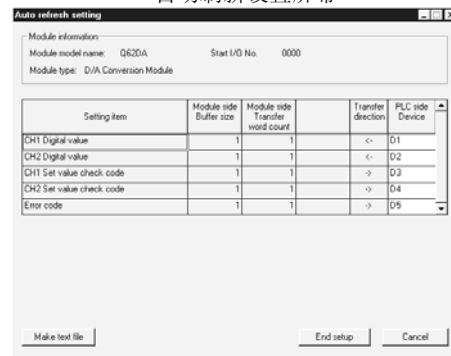 Auto refresh setting
Module information
Module model name: Q62DA Start I/O No. 0000
Module type: D/A Conversion Module
Setting item Module side Buffer size Module side Transfer word count Transfer direction PLC side Device
CH1 Digital value 1 1 <- D1
CH2 Digital value 1 1 <- D2
CH1 Set value check code 1 1 -> D3
CH2 Set value check code 1 1 -> D4
Error code 1 1 -> D5
Make text file End setup Cancel